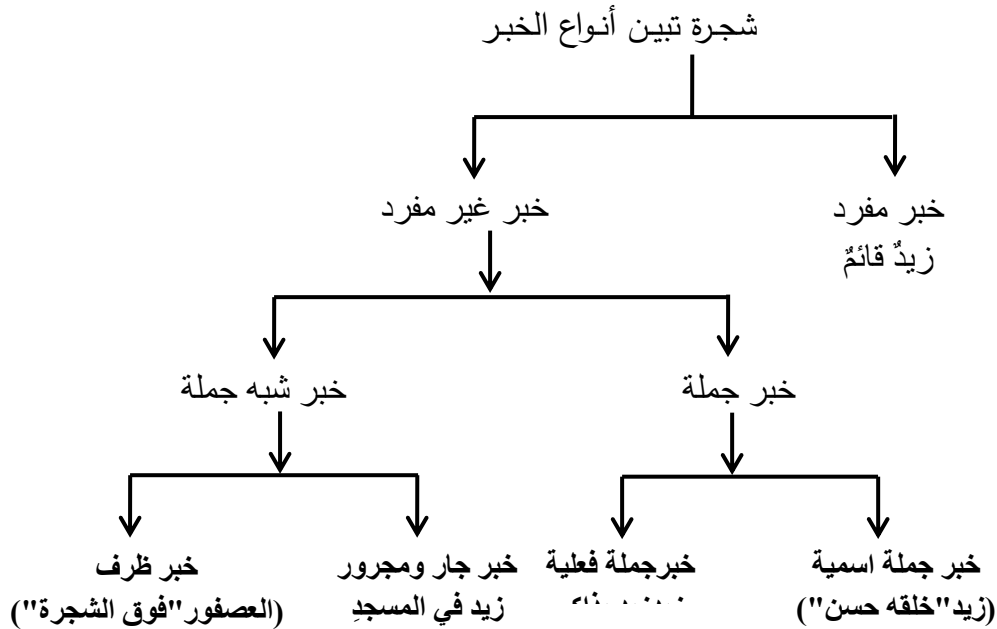 شجرة تبين أنواع الخبر
خبر مفرد
زيدٌ قائمٌ
خبر غير مفرد
خبر جملة
خبر شبه جملة
خبر جملة اسمية
(زيد"خلقه حسن")
خبرجملة فعلية
خبر جار ومجرور
زيد في المسجدِ
خبر ظرف
(العصفور"فوق الشجرة")